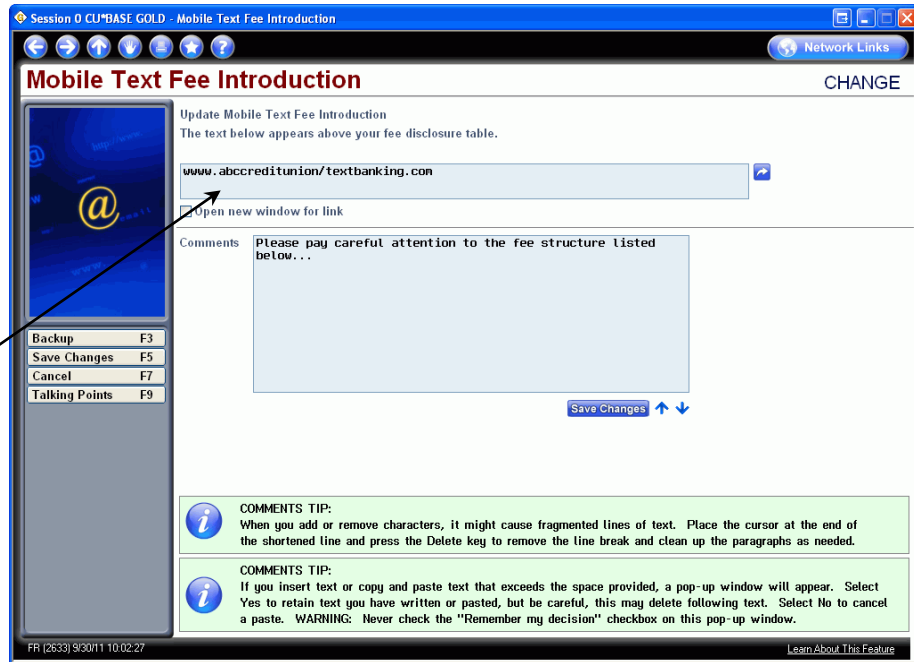 Session 0 CU*BASE GOLD - Mobile Text Fee Introduction
Network Links
Mobile Text Fee Introduction
CHANGE
Update Mobile Text Fee Introduction
The text below appears above your fee disclosure table.
www.abccreditunion/textbanking.com
Open new window for link
Comments Please pay careful attention to the fee structure listed
below...
Backup F3
Save Changes F5
Cancel F7
Talking Points F9
Save Changes
COMMENTS TIP:
When you add or remove characters, it might cause fragmented lines of text. Place the cursor at the end of
the shortened line and press the Delete key to remove the line break and clean up the paragraphs as needed.
COMMENTS TIP:
If you insert text or copy and paste text that exceeds the space provided, a pop-up window will appear. Select
Yes to retain text you have written or pasted, but be careful, this may delete following text. Select No to cancel
a paste. WARNING: Never check the "Remember my decision" checkbox on this pop-up window.
FR (2633) 9/30/11 10:02:27
Learn About This Feature